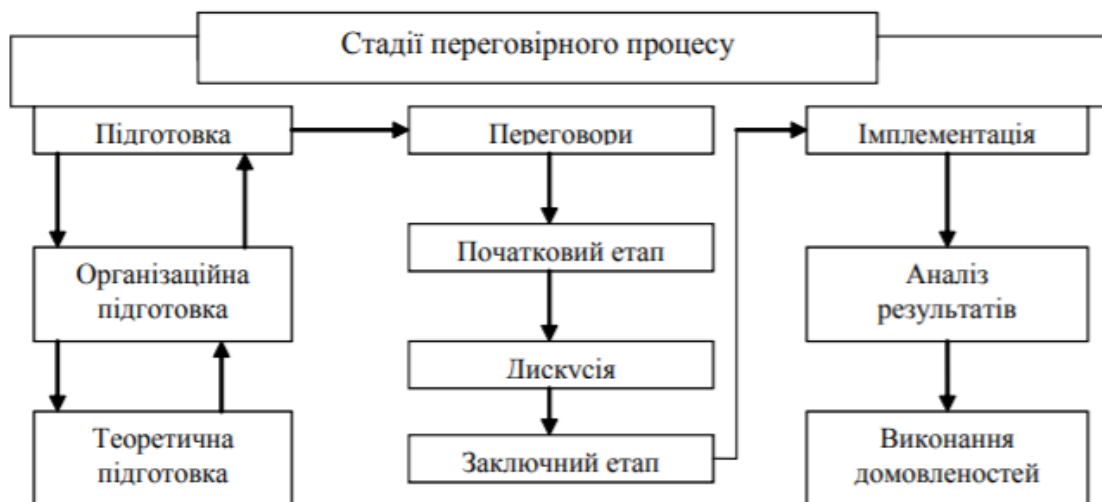 Стадії переговірного процесу
Підготовка
Переговори
Імплементація
Організаційна
підготовка
Початковий етап
Аналіз
результатів
Дискусія
Теоретична
підготовка
Заключний етап
Виконання
домовленостей